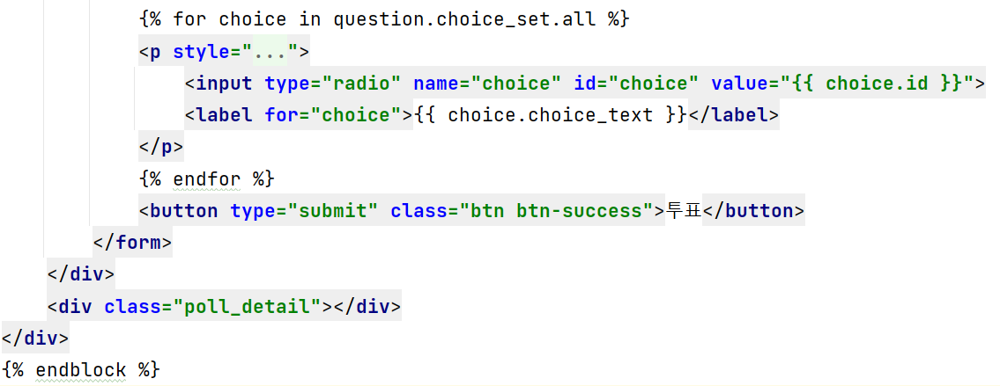 {% for choice in question.choice_set.all %}
<p style="...">
<input type="radio" name="choice" id="choice" value="{{ choice.id }}">
<label for="choice">{{ choice.choice_text }}</label>
</p>
{% endfor %}
<button type="submit" class="btn btn-success">투표</button>
</form>
</div>
<div class="poll_detail"></div>
</div>
{% endblock %}